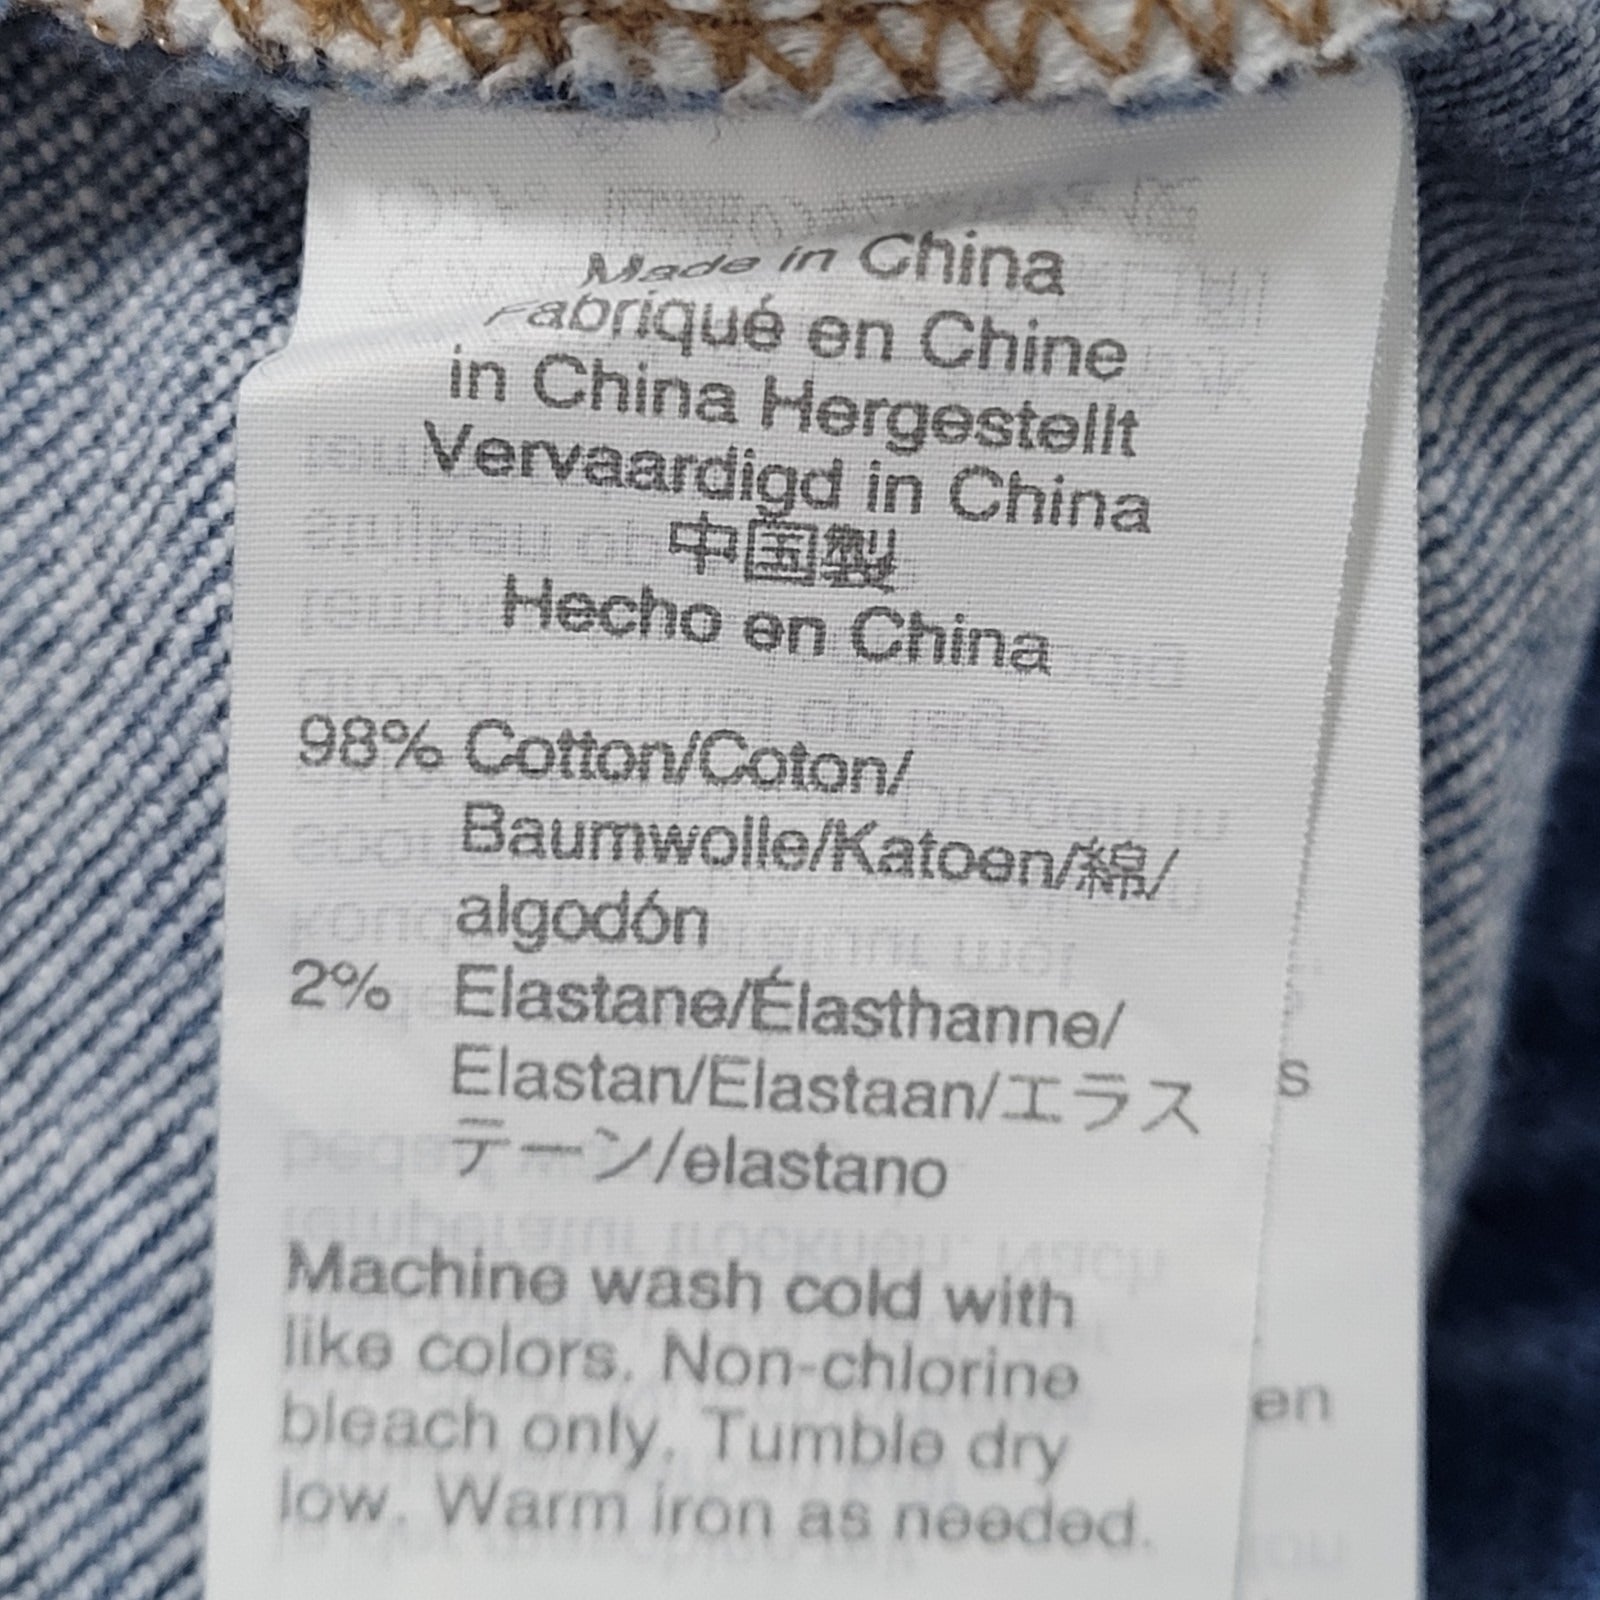 Made in China
Fabriqué en Chine
in China Hergestellt
Vervaardigd in China
中国製
Hecho en China
98% Cotton/Coton/
Baumwolle/Katoen/綿/
algodón
2% Elastane/Élasthanne/
Elastan/Elastaan/エラス
テーン/elastano
Machine wash cold with
like colors. Non-chlorine
bleach only. Tumble dry
low. Warm iron as needed.
s
en